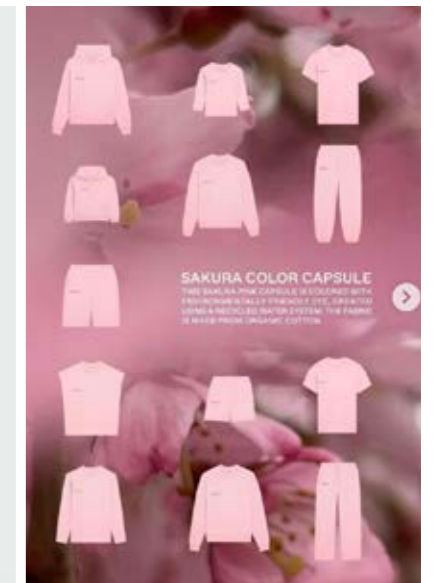 SAKURA COLOR CAPSULE
THIS SAKURA PINK CAPSULE IS COLORED WITH
ENVIRONMENTALLY FRIENDLY DYE, CREATED
USING A RECYCLED WATER SYSTEM. THE FABRIC
IS MADE FROM ORGANIC COTTON.